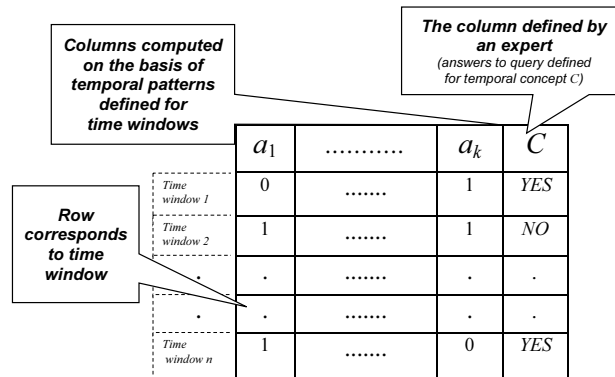 Columns computed
on the basis of
temporal patterns
defined for
time windows
The column defined by
an expert
(answers to query defined
for temporal concept C)
a1 ........... ak C
Time
window 1 0 ....... 1 YES
Time
window 2 1 ....... 1 NO
. . ....... . .
. . ....... . .
Time
window n 1 ....... 0 YES
Row
corresponds
to time
window